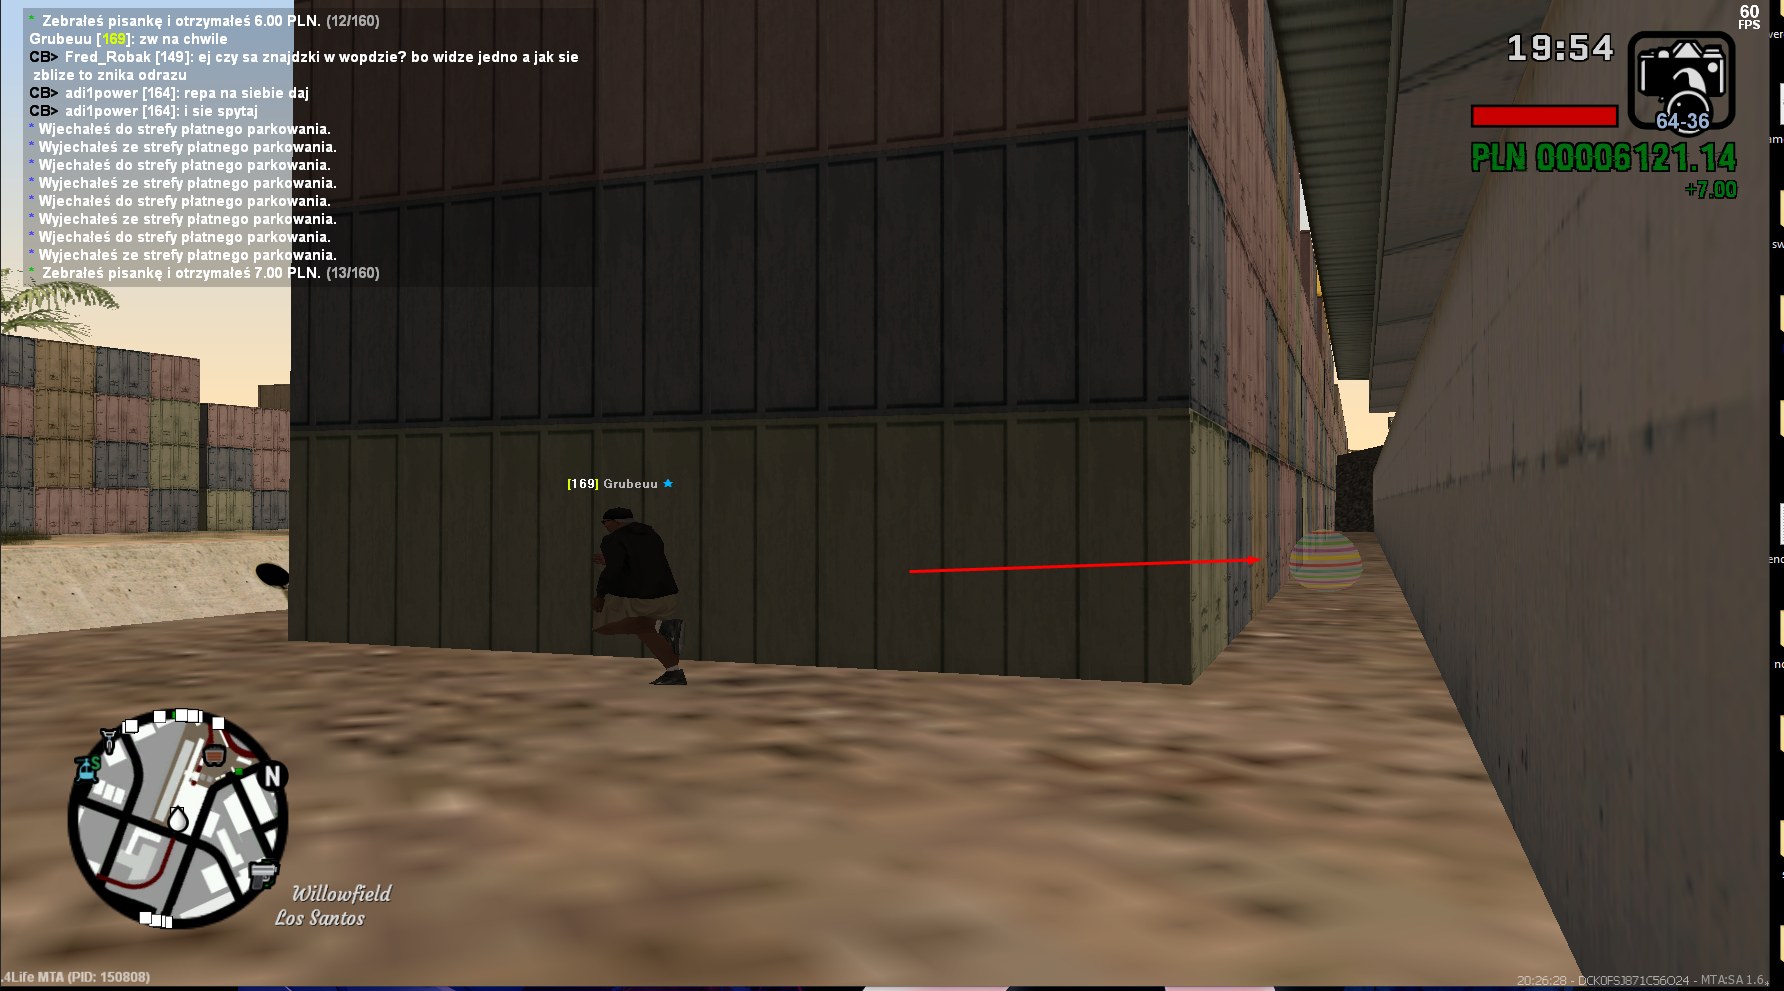 * Zebrałeś pisankę i otrzymałeś 6.00 PLN. (12/160)
Grubeuu [169]: zw na chwile
CB> Fred_Robak [149]: ej czy sa znajdzki w wopdzie? bo widze jedno a jak sie
zblize to znika odrazu
CB> adi1power [164]: repa na siebie daj
CB> adi1power [164]: i sie spytaj
* Wjechałeś do strefy płatnego parkowania.
* Wyjechałeś ze strefy płatnego parkowania.
* Wjechałeś do strefy płatnego parkowania.
* Wyjechałeś ze strefy płatnego parkowania.
* Wjechałeś do strefy płatnego parkowania.
* Wyjechałeś ze strefy płatnego parkowania.
* Wjechałeś do strefy płatnego parkowania.
* Wyjechałeś ze strefy płatnego parkowania.
* Zebrałeś pisankę i otrzymałeś 7.00 PLN. (13/160)
60
FPS
19:54
64-36
PLN 00006121.14
+7.00
[169] Grubeuu
N
S
Willowfield
Los Santos
.4Life MTA (PID: 150808)
20:26:28 - DCK0FSJ871C56O24 - MTA:SA 1.6